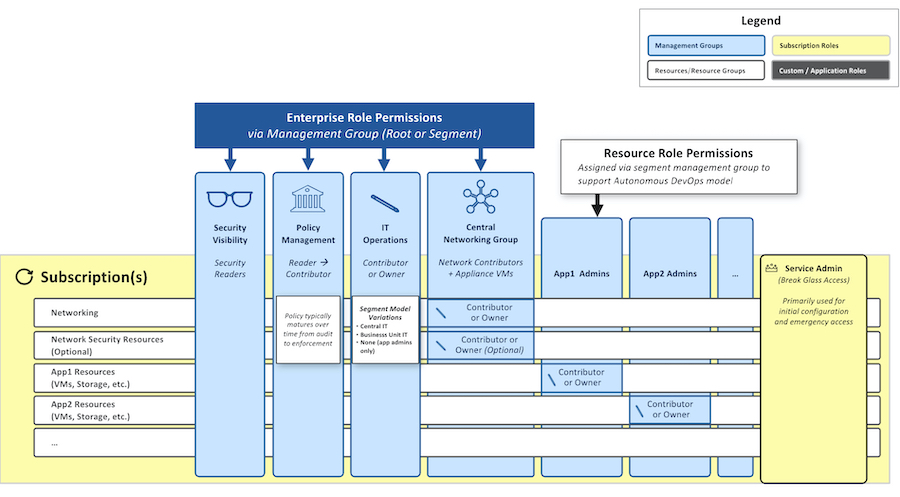 Legend
Management Groups
Subscription Roles
Resources/Resource Groups
Custom / Application Roles
Enterprise Role Permissions
via Management Group (Root or Segment)
Resource Role Permissions
Assigned via segment management group to
support Autonomous DevOps model
Security
Visibility
Security
Readers
Policy
Management
Reader →
Contributor
IT
Operations
Contributor
or Owner
Central
Networking Group
Network Contributors
+ Appliance VMs
App1 Admins
App2 Admins
...
Service Admin
(Break Glass Access)
Primarily used for
initial configuration
and emergency access
Subscription(s)
Policy typically
matures over
time from audit
to enforcement
Segment Model
Variations
• Central IT
• Businesss Unit IT
• None (app admins
only)
Networking
Contributor
or Owner
Network Security Resources
(Optional)
Contributor or
Owner (Optional)
App1 Resources
(VMs, Storage, etc.)
Contributor
or Owner
App2 Resources
(VMs, Storage, etc.)
Contributor
or Owner
...